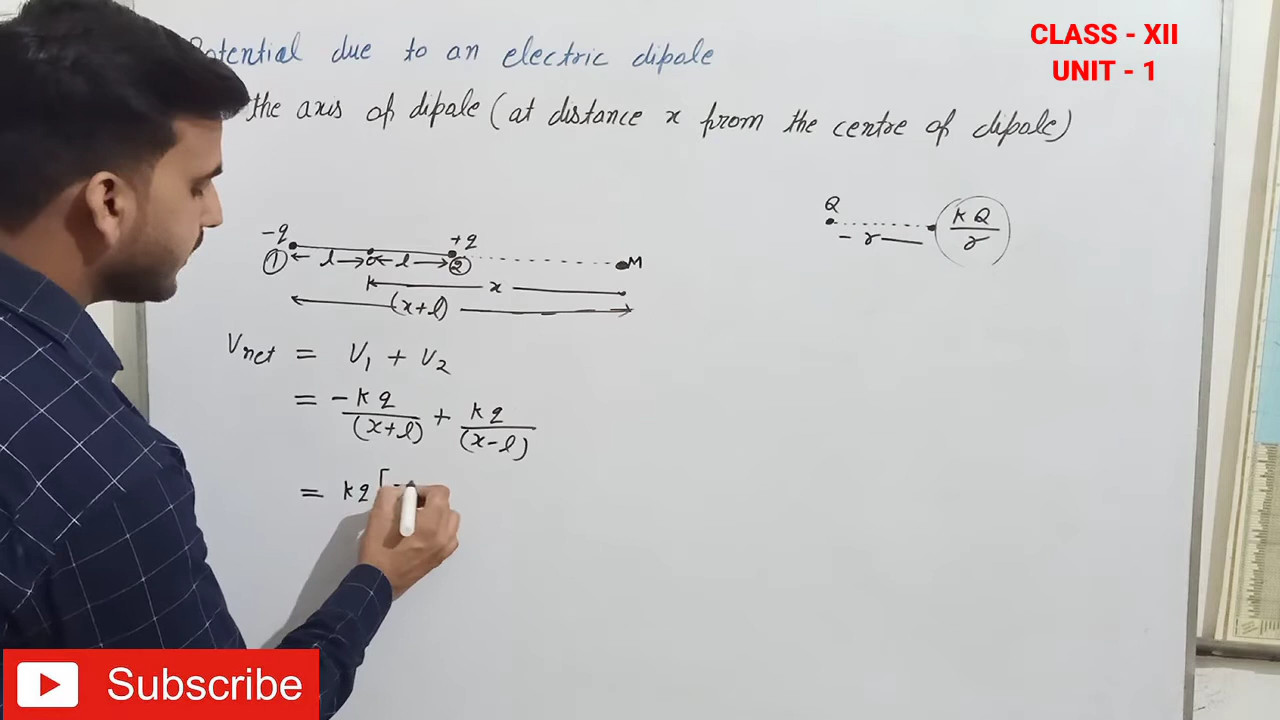 Potential due to an electric dipole
the axis of dipole (at distance x from the centre of dipole)
CLASS - XII
UNIT - 1
Q
r
kQ/r
-q +q
① l o l ② M
x
(x+l)
Vnet = V₁ + V₂
= -kq/(x+l) + kq/(x-l)
= kq[-
Subscribe